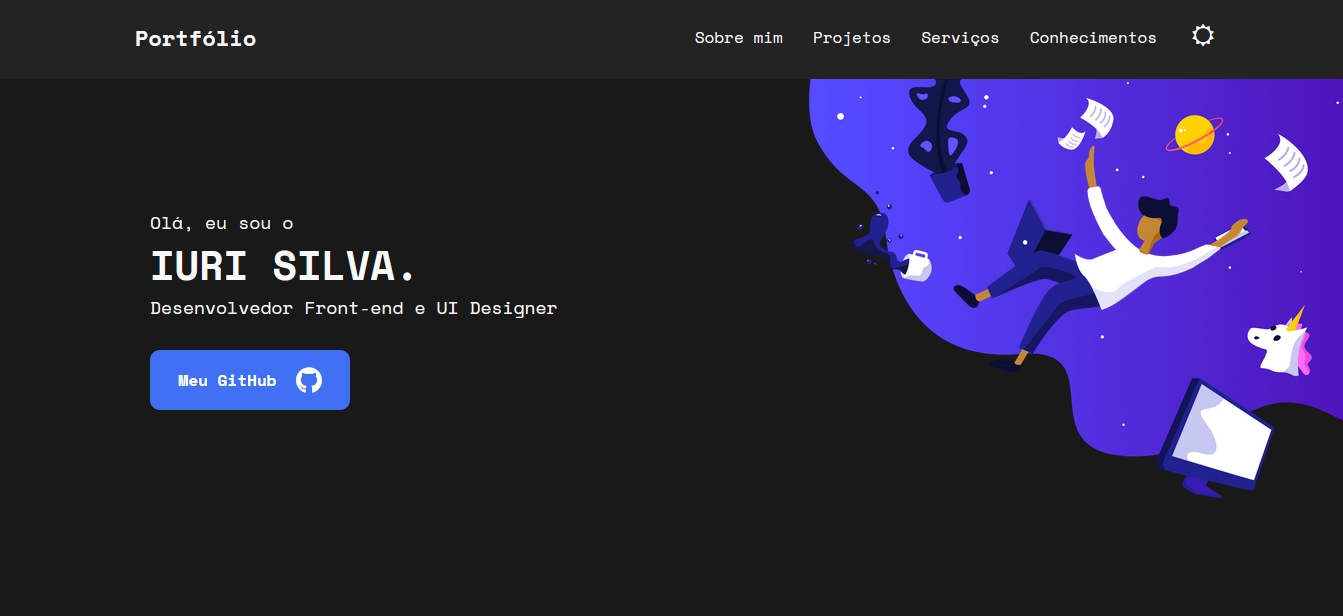 Portfólio
Sobre mim Projetos Serviços Conhecimentos
Olá, eu sou o
IURI SILVA.
Desenvolvedor Front-end e UI Designer
Meu GitHub